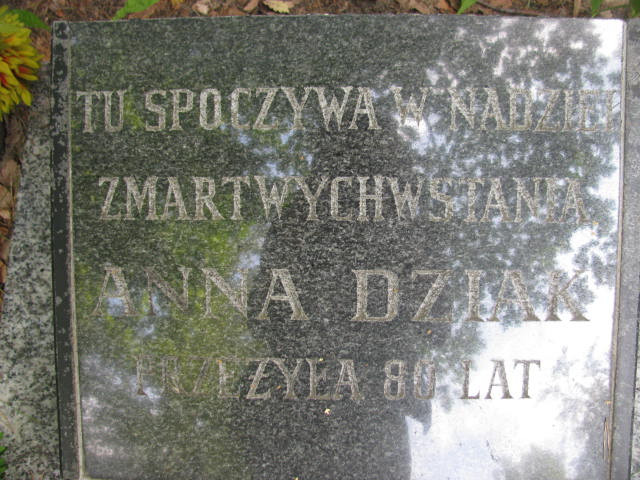 TU SPOCZYWA W NADZIEI
ZMARTWYCHWSTANIA
ANNA DZIAK
PRZEŻYŁA 80 LAT